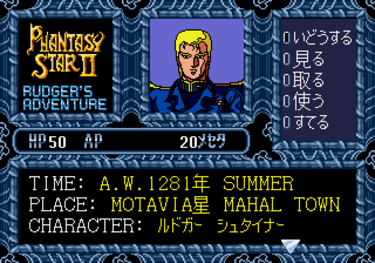 PHANTASY
STAR II
RUDGER'S
ADVENTURE
いどうする
見る
取る
使う
すてる
HP 50 AP 20メセタ
TIME: A.W.1281年 SUMMER
PLACE: MOTAVIA星 MAHAL TOWN
CHARACTER: ルドガー シュタイナー